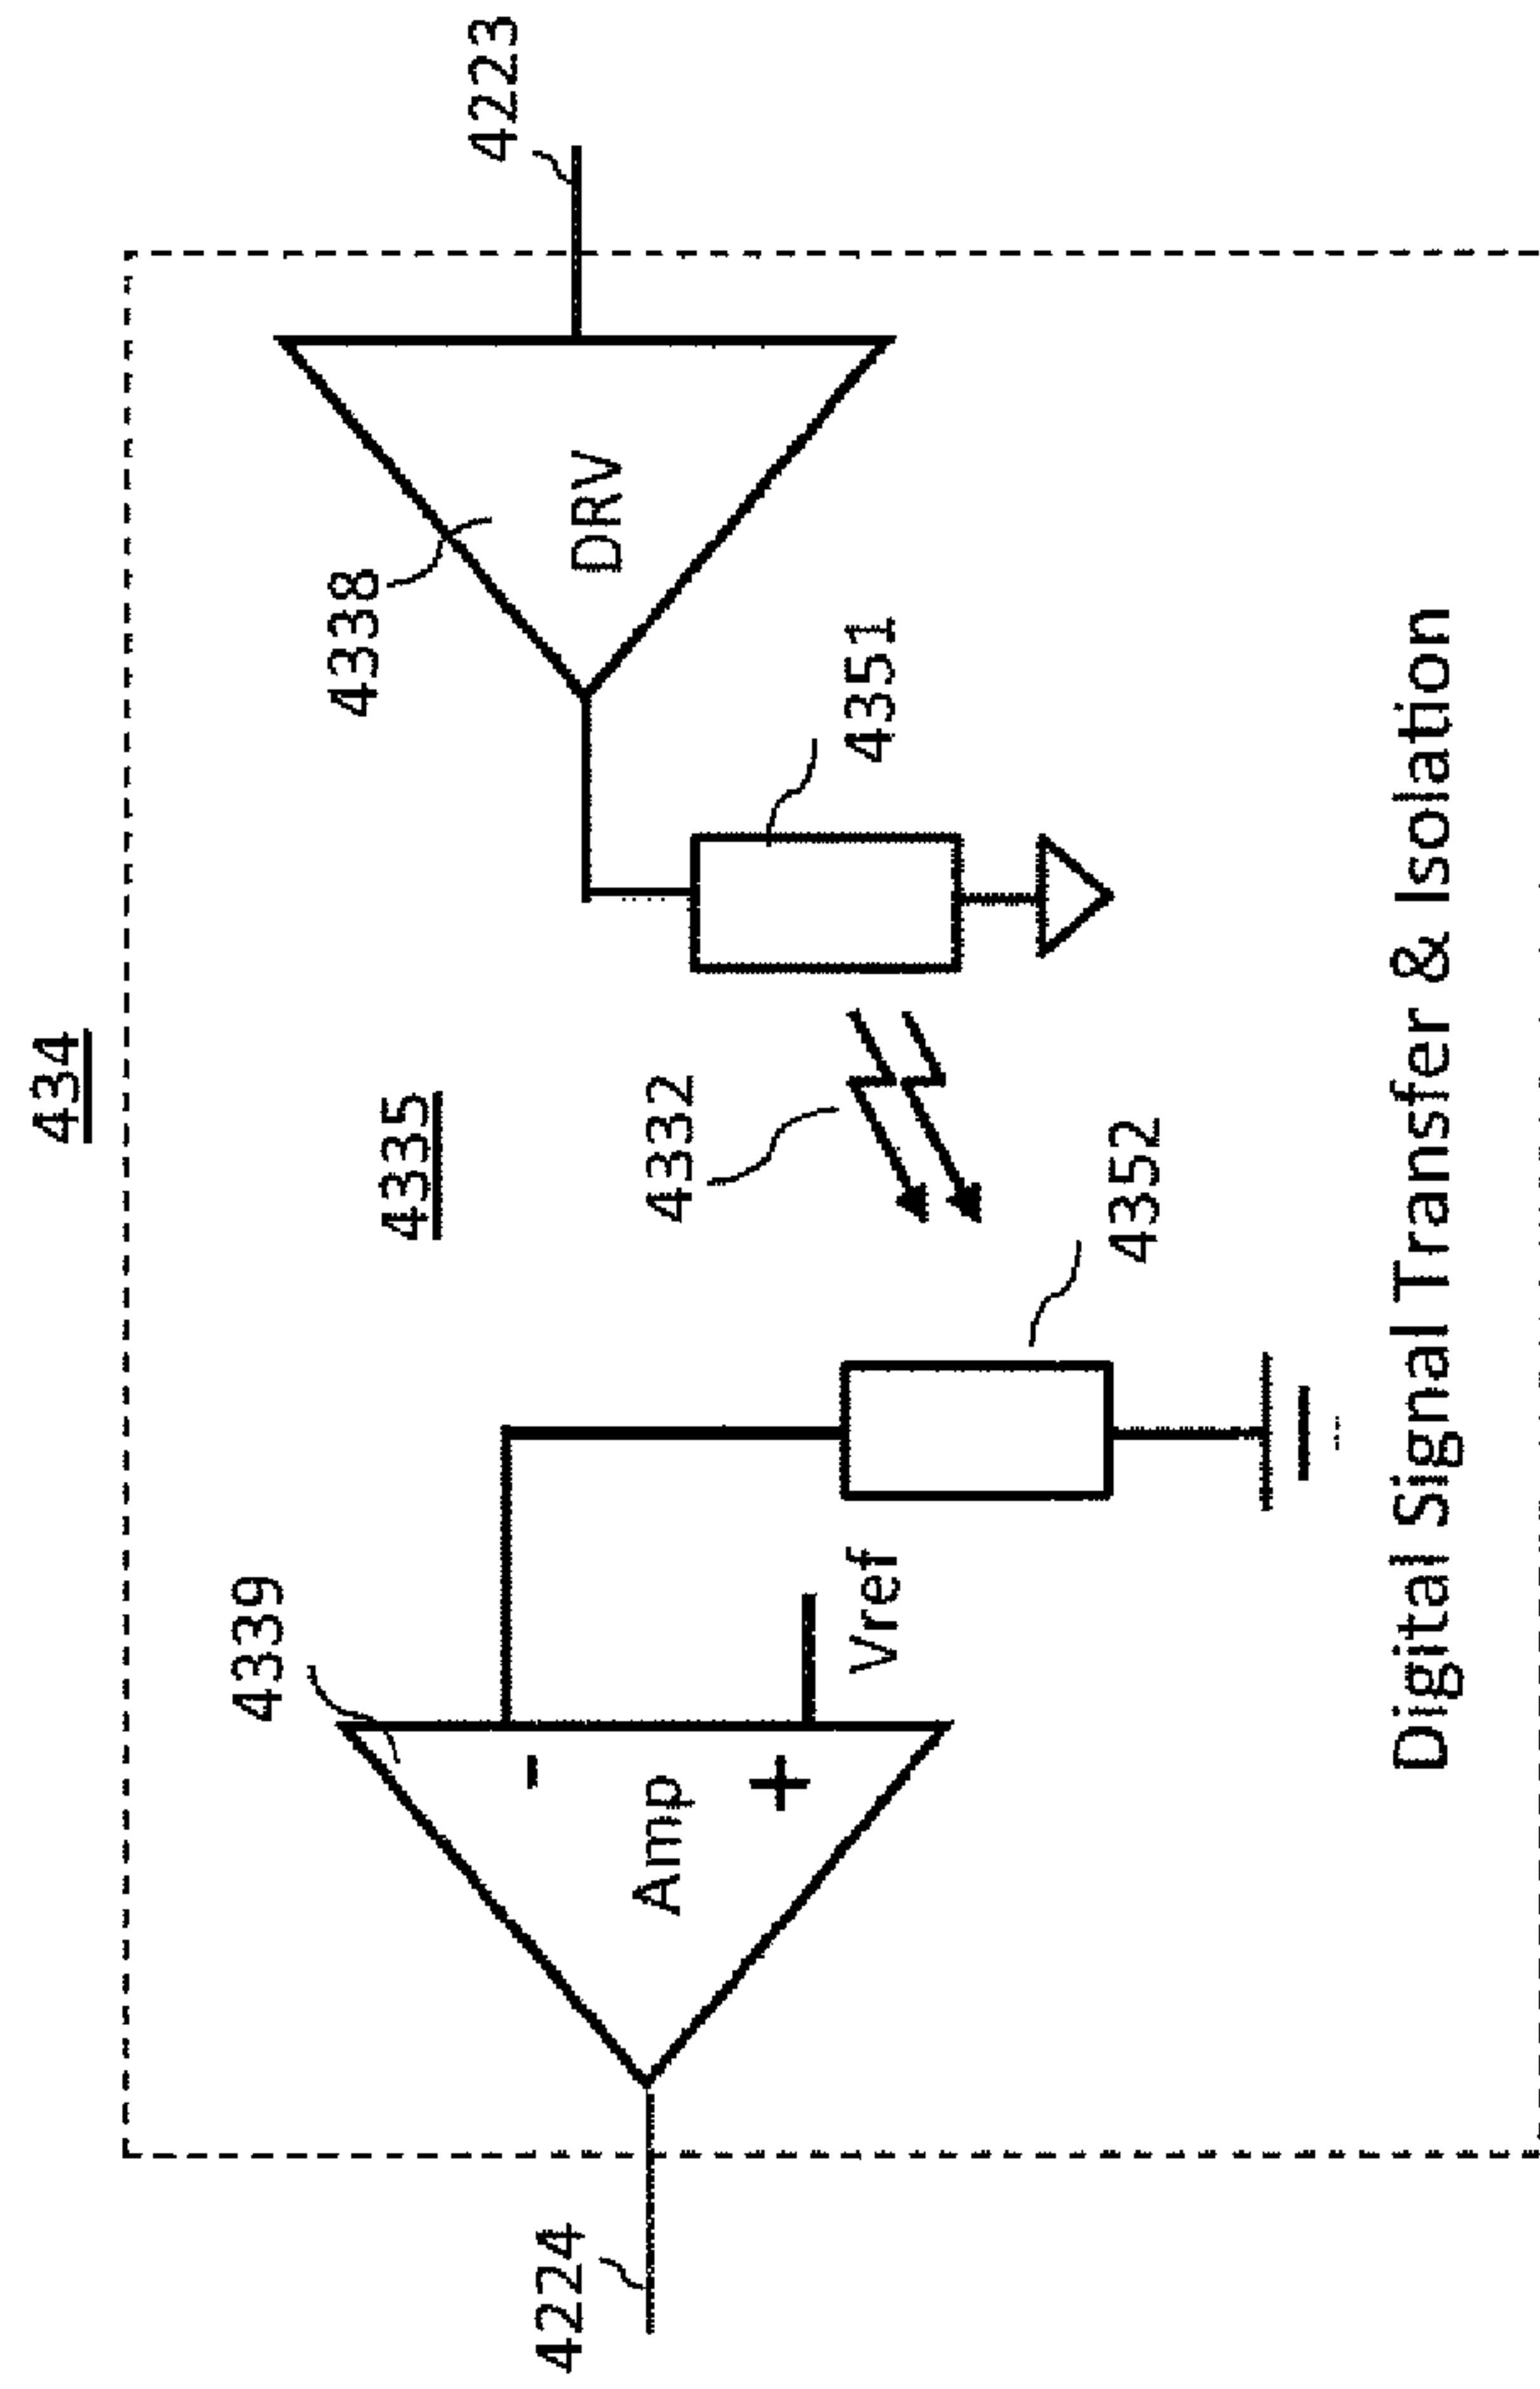 434
4335
4223
4338
DRV
4351
4332
4352
4339
-
Amp
+
Vref
4224
Digital Signal Transfer & Isolation